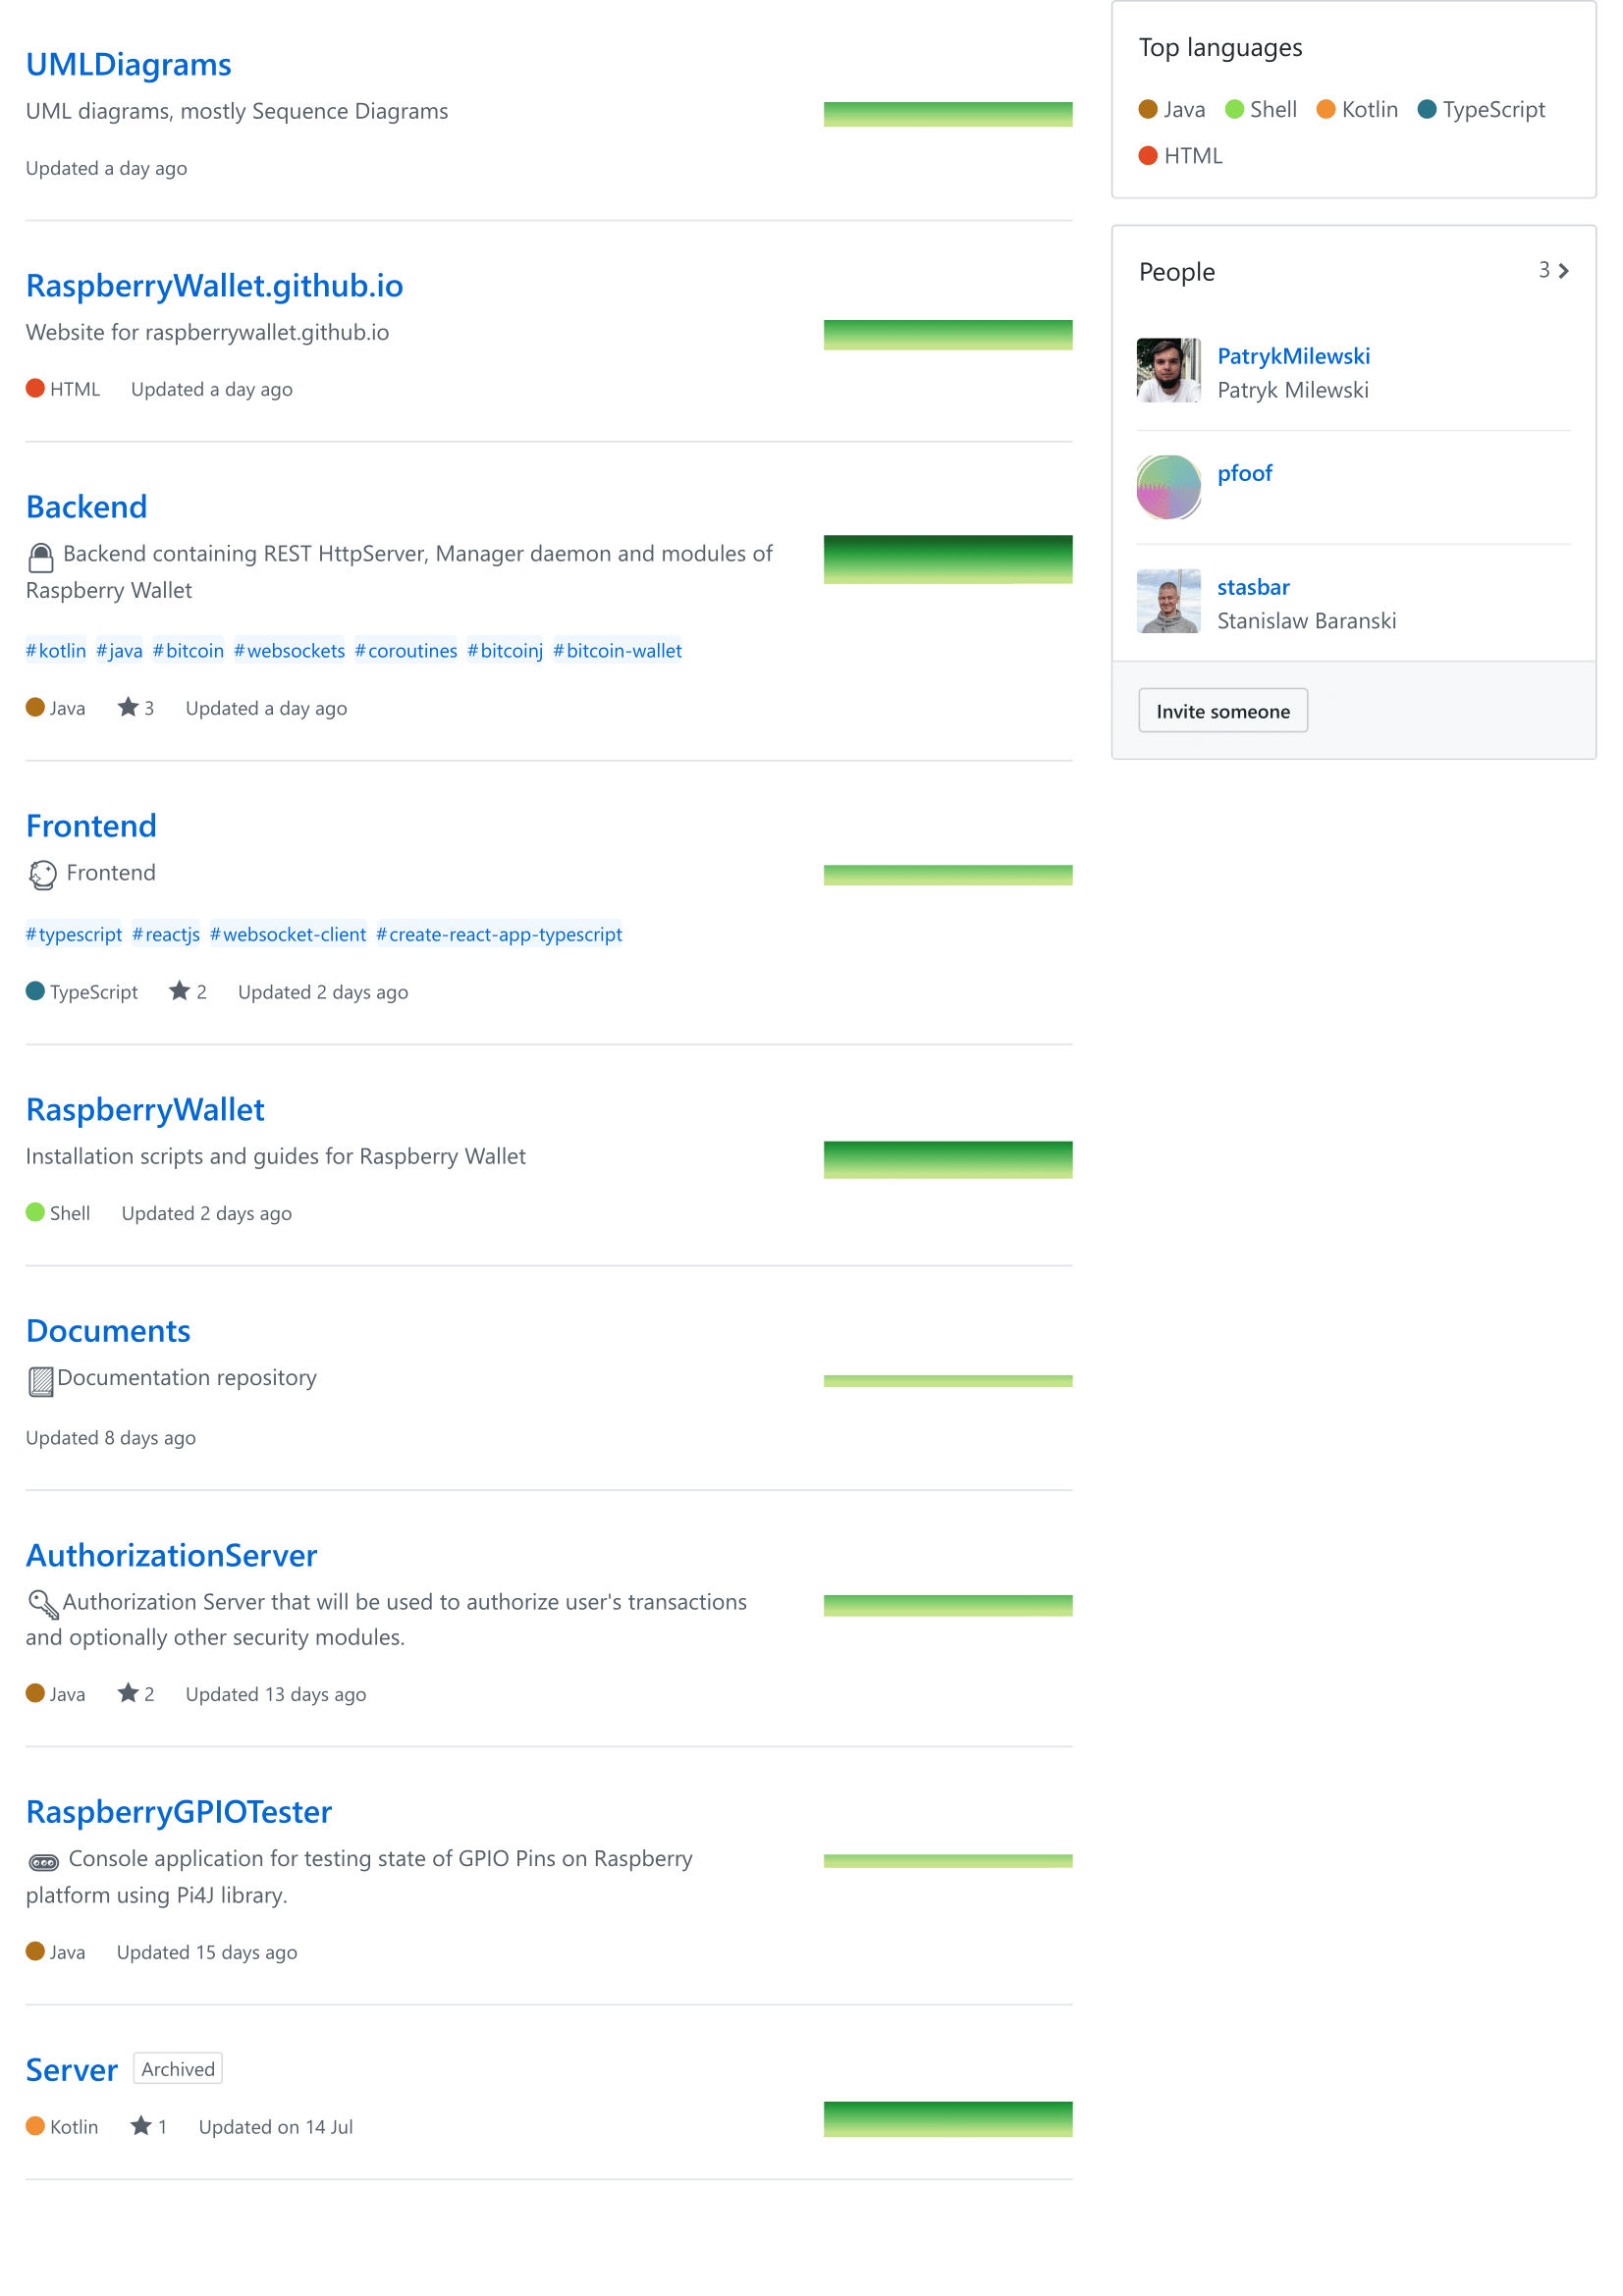 UMLDiagrams
UML diagrams, mostly Sequence Diagrams
Updated a day ago
RaspberryWallet.github.io
Website for raspberrywallet.github.io
HTML Updated a day ago
Backend
Backend containing REST HttpServer, Manager daemon and modules of
Raspberry Wallet
#kotlin #java #bitcoin #websockets #coroutines #bitcoinj #bitcoin-wallet
Java 3 Updated a day ago
Frontend
Frontend
#typescript #reactjs #websocket-client #create-react-app-typescript
TypeScript 2 Updated 2 days ago
RaspberryWallet
Installation scripts and guides for Raspberry Wallet
Shell Updated 2 days ago
Documents
Documentation repository
Updated 8 days ago
AuthorizationServer
Authorization Server that will be used to authorize user's transactions
and optionally other security modules.
Java 2 Updated 13 days ago
RaspberryGPIOTester
Console application for testing state of GPIO Pins on Raspberry
platform using Pi4J library.
Java Updated 15 days ago
Server Archived
Kotlin 1 Updated on 14 Jul
Top languages
Java Shell Kotlin TypeScript
HTML
People 3
PatrykMilewski
Patryk Milewski
pfoof
stasbar
Stanislaw Baranski
Invite someone